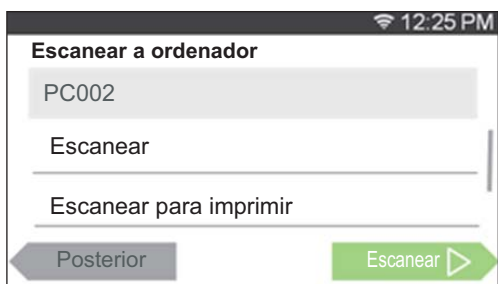 12:25 PM
Escanear a ordenador
PC002
Escanear
Escanear para imprimir
Posterior
Escanear